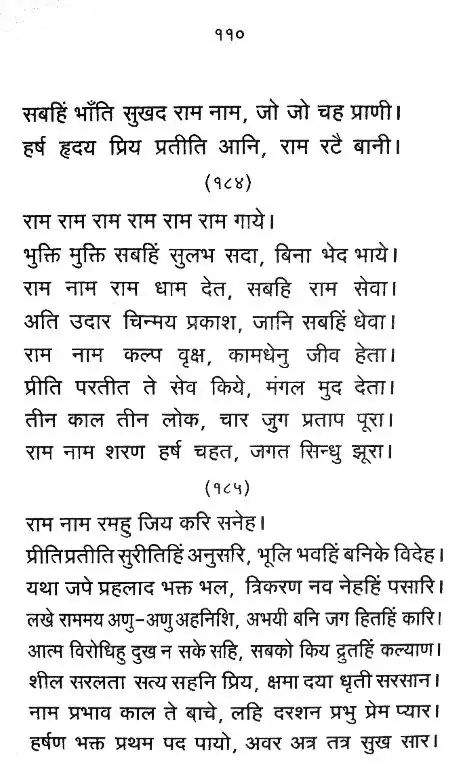 ११०
सबहिं भाँति सुखद राम नाम, जो जो चह प्राणी।
हर्ष हृदय प्रिय प्रतीति आनि, राम रटै बानी।
(१८४)
राम राम राम राम राम राम गाये।
भुक्ति मुक्ति सबहिं सुलभ सदा, बिना भेद भाये।
राम नाम राम धाम देत, सबहि राम सेवा।
अति उदार चिन्मय प्रकाश, जानि सबहिं धेवा।
राम नाम कल्प वृक्ष, कामधेनु जीव हेता।
प्रीति परतीत ते सेव किये, मंगल मुद देता।
तीन काल तीन लोक, चार जुग प्रताप पूरा।
राम नाम शरण हर्ष चहत, जगत सिन्धु झूरा।
(१८५)
राम नाम रमहु जिय करि सनेह।
प्रीति प्रतीति सुरीतिहिं अनुसरि, भूलि भवहिं बनिके विदेह।
यथा जपे प्रहलाद भक्त भल, त्रिकरण नव नेहहिं पसारि।
लखे राममय अणु-अणु अहनिशि, अभयी बनि जग हितहिं कारि।
आत्म विरोधिहु दुख न सके सहि, सबको किय द्रुतहिं कल्याण।
शील सरलता सत्य सहनि प्रिय, क्षमा दया धृती सरसान।
नाम प्रभाव काल ते बाचे, लहि दरशन प्रभु प्रेम प्यार।
हर्षण भक्त प्रथम पद पायो, अवर अत्र तत्र सुख सार।